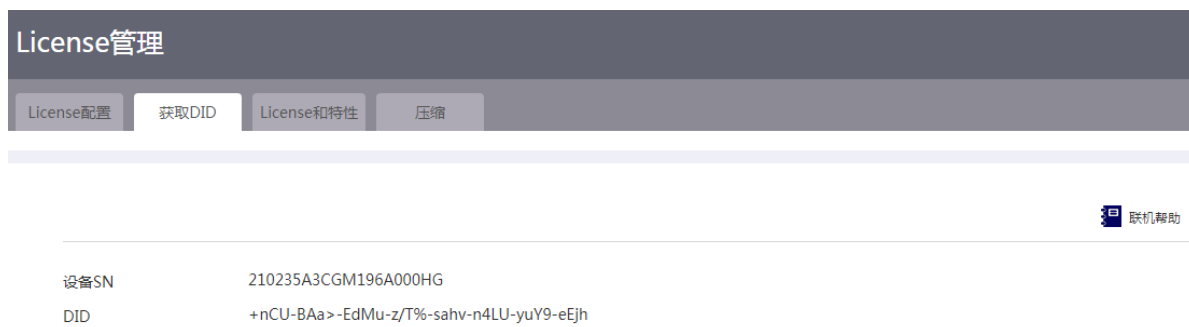 License管理
License配置 获取DID License和特性 压缩
联机帮助
设备SN 210235A3CGM196A000HG
DID +nCU-BAa>-EdMu-z/T%-sahv-n4LU-yuY9-eEjh